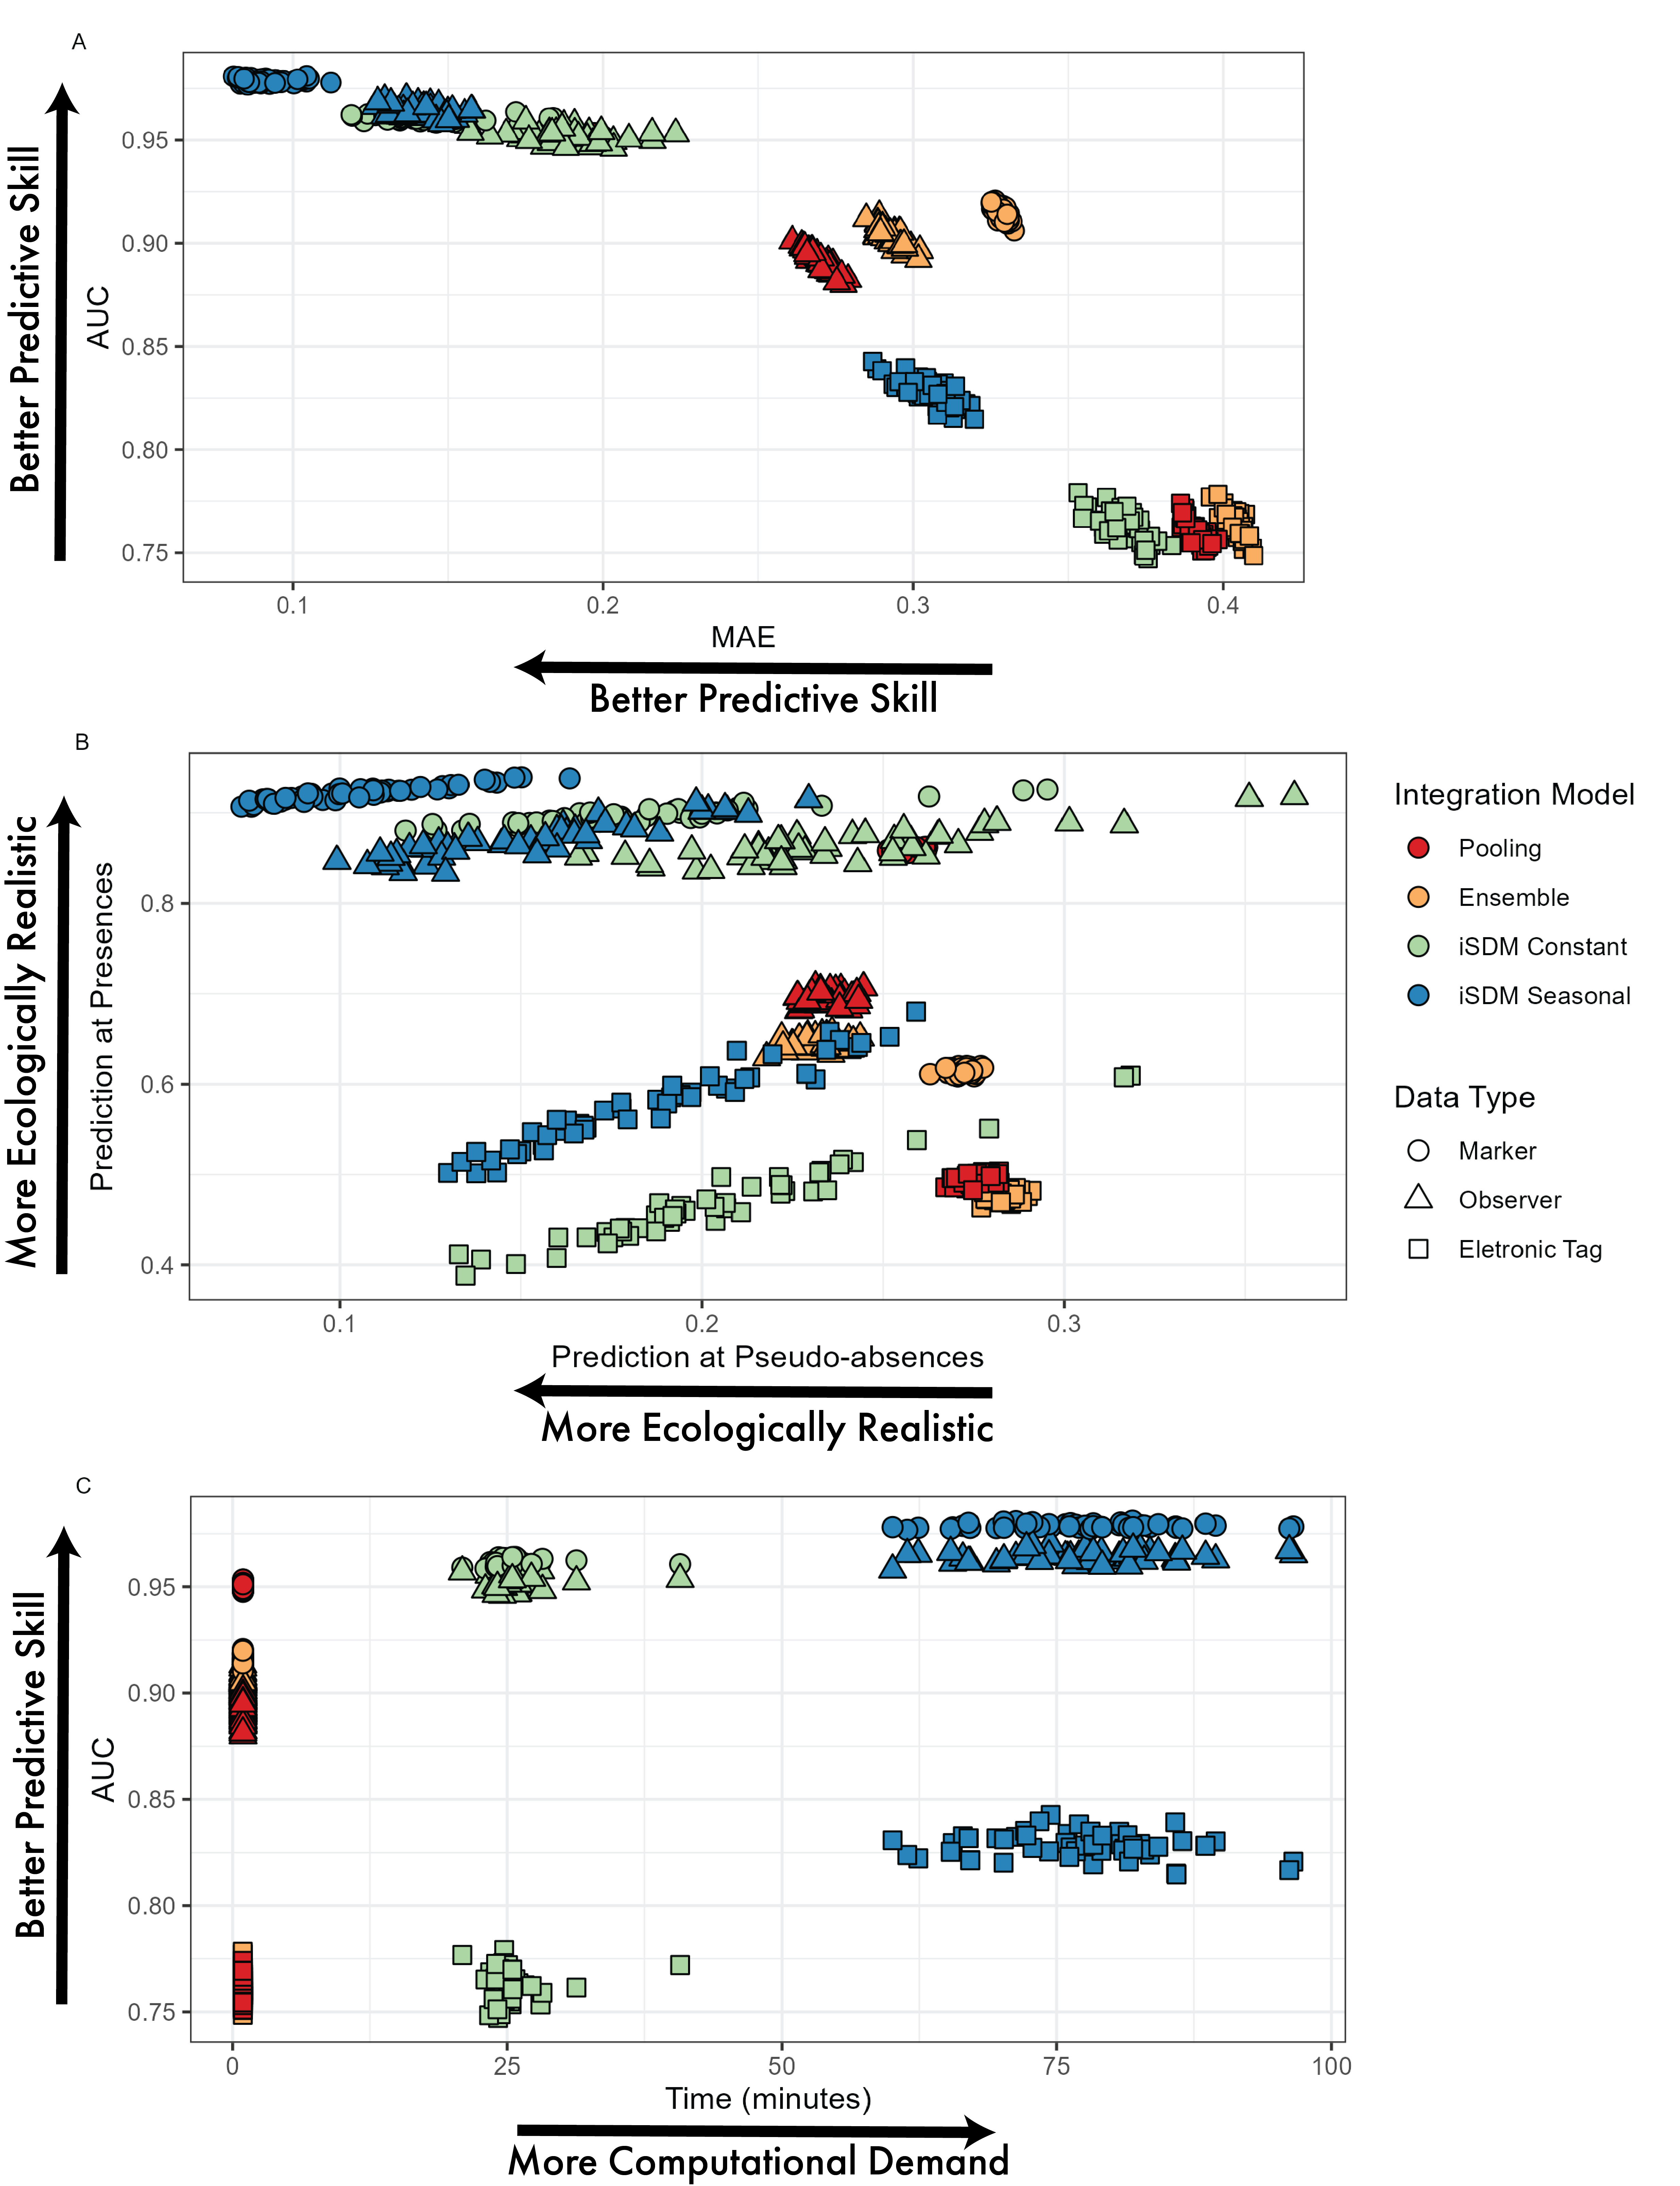 A
Better Predictive Skill
AUC
0.95
0.90
0.85
0.80
0.75
0.1 0.2 0.3 0.4
MAE
Better Predictive Skill
B
More Ecologically Realistic
Prediction at Presences
0.8
0.6
0.4
0.1 0.2 0.3
Prediction at Pseudo-absences
More Ecologically Realistic
Integration Model
Pooling
Ensemble
iSDM Constant
iSDM Seasonal
Data Type
Marker
Observer
Eletronic Tag
C
Better Predictive Skill
AUC
0.95
0.90
0.85
0.80
0.75
0 25 50 75 100
Time (minutes)
More Computational Demand